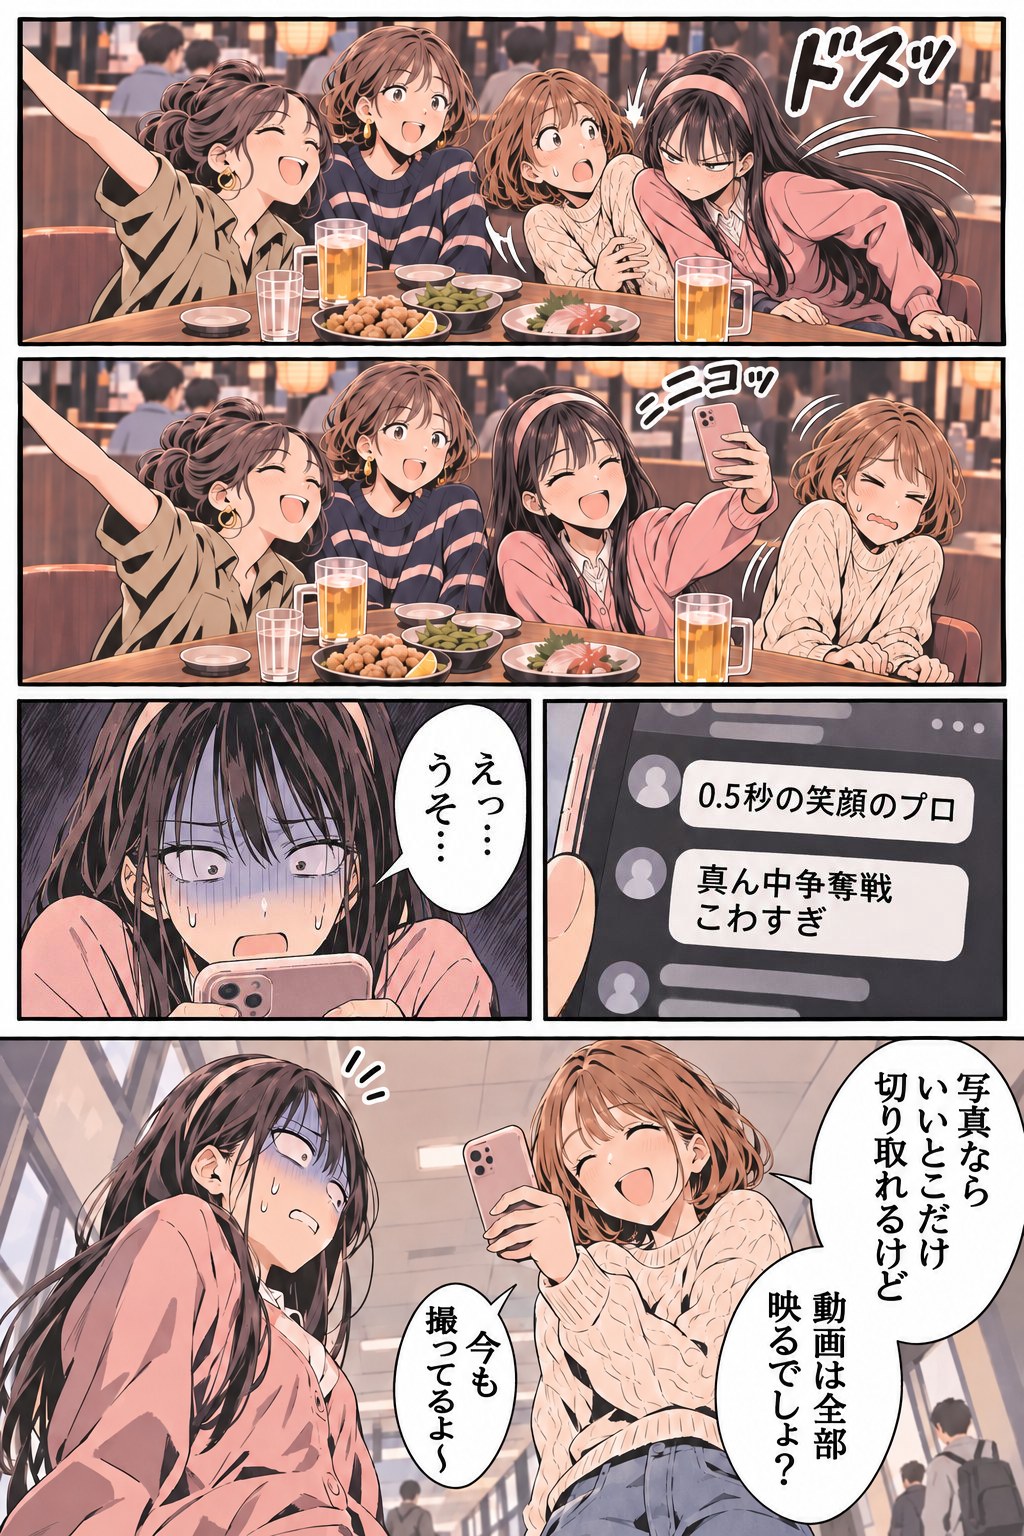 ドスッ
ニコッ
えっ…
うそ…
0.5秒の笑顔のプロ
真ん中争奪戦
こわすぎ
写真なら
いいとこだけ
切り取れるけど
動画は全部
映るでしょ？
今も
撮ってるよ～